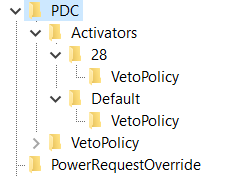 PDC
Activators
28
VetoPolicy
Default
VetoPolicy
VetoPolicy
PowerRequestOverride